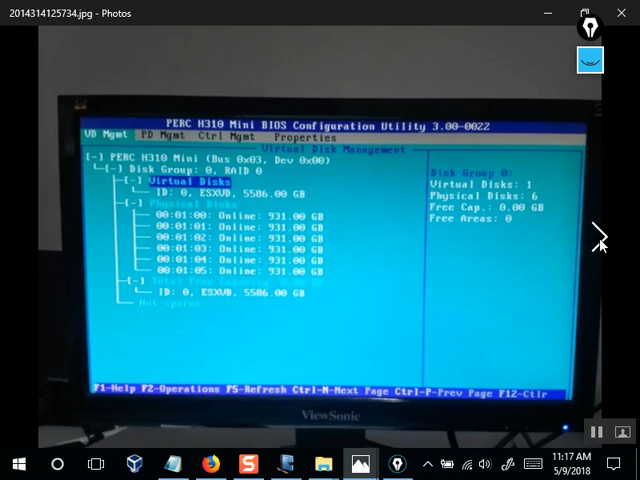 2014314125734.jpg - Photos
PERC H310 Mini BIOS Configuration Utility 3.00-0022
VD Mgmt PD Mgmt Ctrl Mgmt Properties
Virtual Disk Management
[-] PERC H310 Mini (Bus 0x03, Dev 0x00)
[-] Disk Group: 0, RAID 0
[-] Virtual Disks
ID: 0, ESXVD, 5586.00 GB
[-] Physical Disks
00:01:00: Online: 931.00 GB
00:01:01: Online: 931.00 GB
00:01:02: Online: 931.00 GB
00:01:03: Online: 931.00 GB
00:01:04: Online: 931.00 GB
00:01:05: Online: 931.00 GB
[-] Total Free Capacity
ID: 0, ESXVD, 5586.00 GB
Hot spares
Disk Group 0:
Virtual Disks: 1
Physical Disks: 6
Free Cap.: 0.00 GB
Free Areas: 0
F1-Help F2-Operations F5-Refresh Ctrl-N-Next Page Ctrl-P-Prev Page F12-Ctlr
ViewSonic
S
11:17 AM
5/9/2018